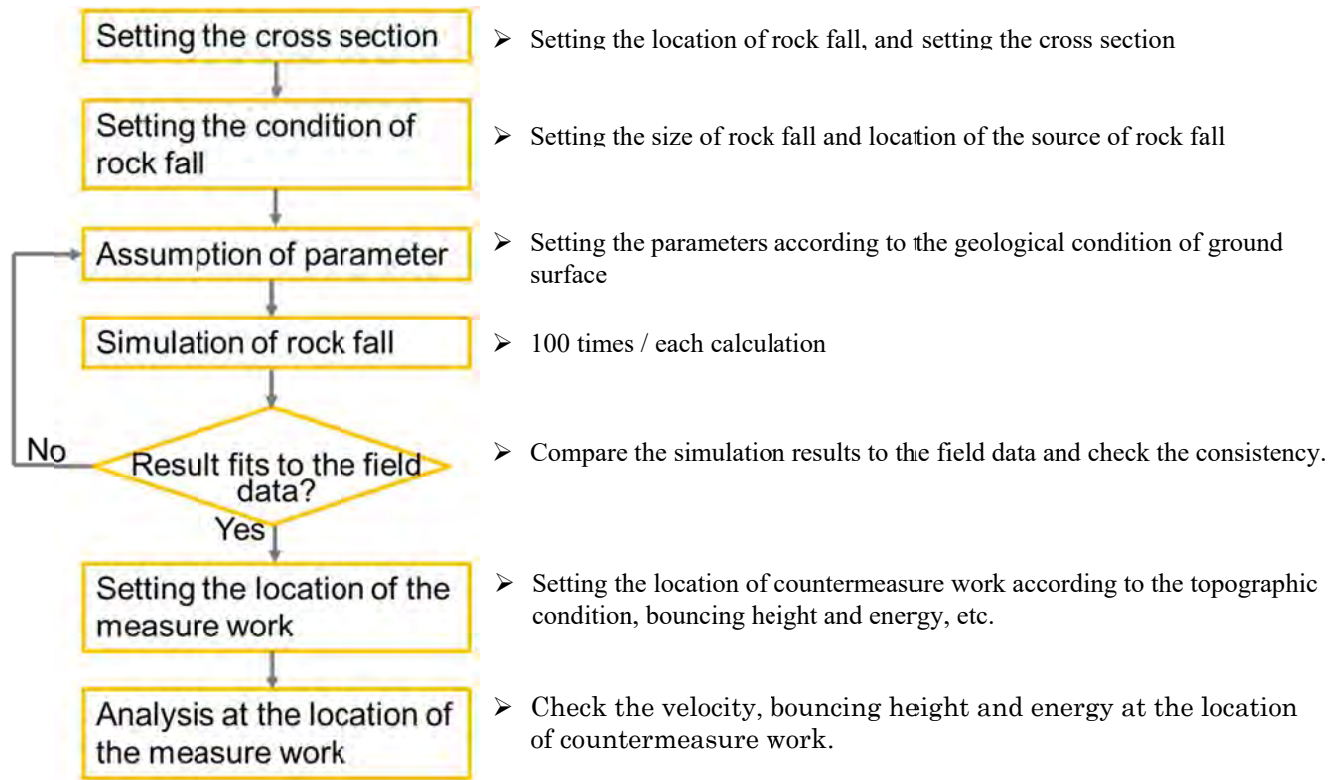 Setting the cross section
➢ Setting the location of rock fall, and setting the cross section
Setting the condition of
rock fall
➢ Setting the size of rock fall and location of the source of rock fall
Assumption of parameter
➢ Setting the parameters according to the geological condition of ground
surface
Simulation of rock fall
➢ 100 times / each calculation
No
Result fits to the field
data?
➢ Compare the simulation results to the field data and check the consistency.
Yes
Setting the location of the
measure work
➢ Setting the location of countermeasure work according to the topographic
condition, bouncing height and energy, etc.
Analysis at the location of
the measure work
➢ Check the velocity, bouncing height and energy at the location
of countermeasure work.